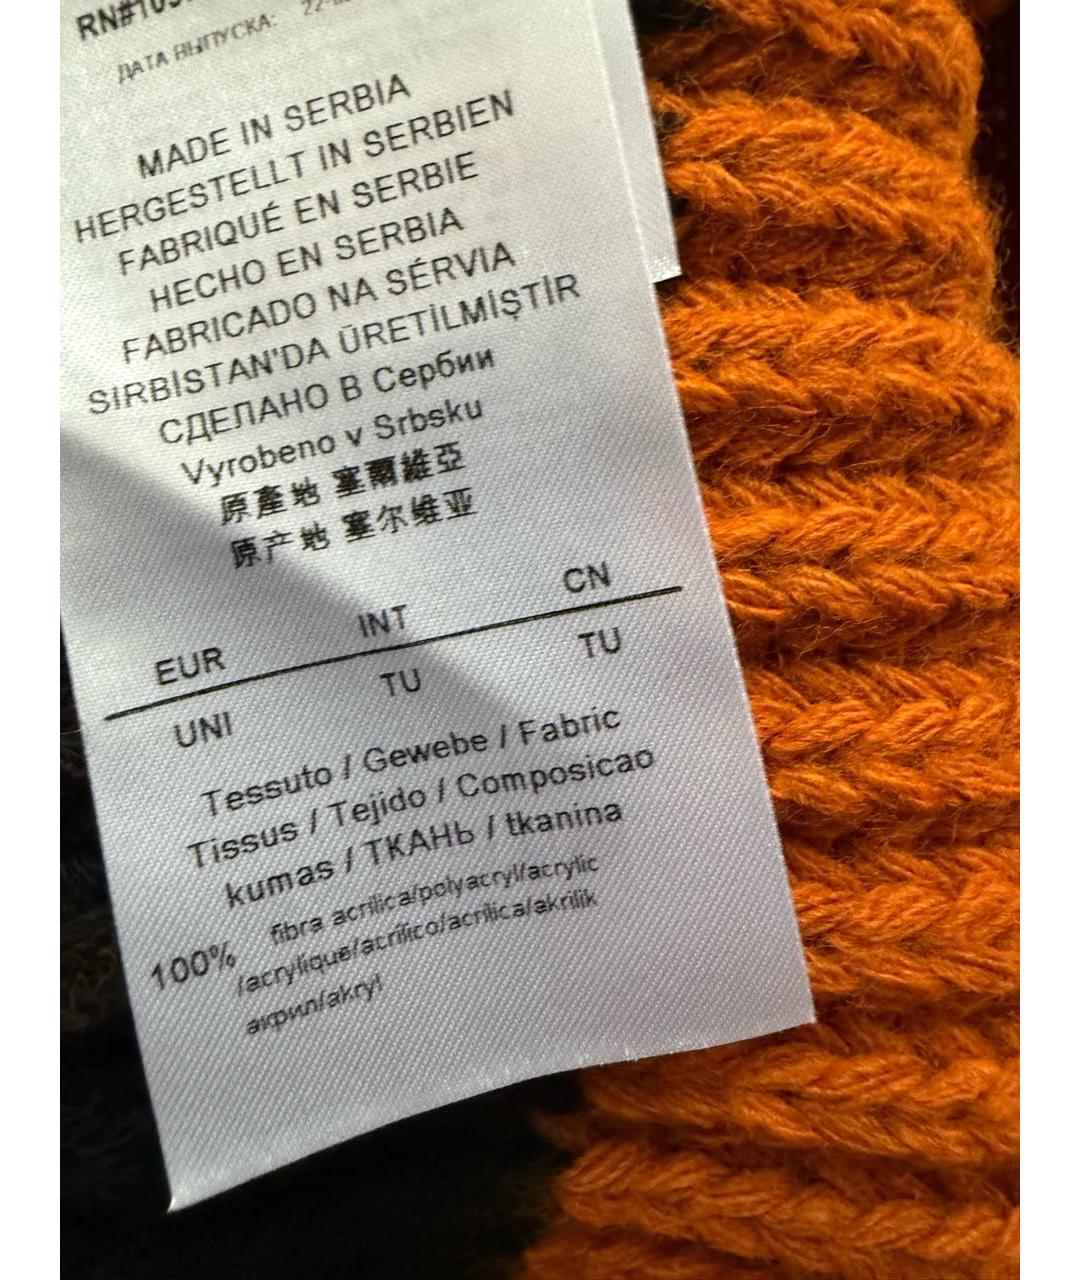 ДАТА ВЫПУСКА:
MADE IN SERBIA
HERGESTELLT IN SERBIEN
FABRIQUÉ EN SERBIE
HECHO EN SERBIA
FABRICADO NA SÉRVIA
SIRBİSTAN'DA ÜRETİLMİŞTİR
СДЕЛАНО В Сербии
Vyrobeno v Srbsku
原產地 塞爾維亞
原产地 塞尔维亚
EUR INT CN
UNI TU TU
Tessuto / Gewebe / Fabric
Tissus / Tejido / Composicao
kumas / ТКАНЬ / tkanina
100% fibra acrilica/polyacryl/acrylic
/acrylique/acrílico/acrílica/akrilik
акрил/akryl